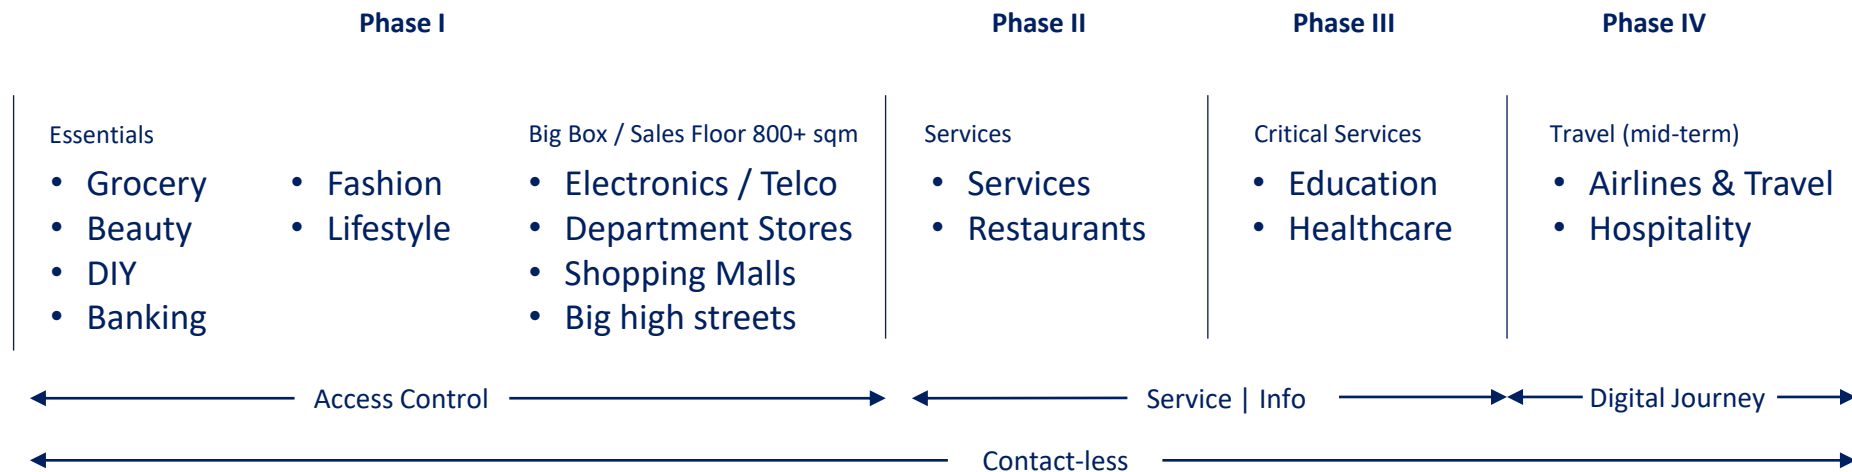 Phase I
Phase II
Phase III
Phase IV
Essentials
• Grocery
• Beauty
• DIY
• Banking
• Fashion
• Lifestyle
Big Box / Sales Floor 800+ sqm
• Electronics / Telco
• Department Stores
• Shopping Malls
• Big high streets
Services
• Services
• Restaurants
Critical Services
• Education
• Healthcare
Travel (mid-term)
• Airlines & Travel
• Hospitality
Access Control
Service | Info
Digital Journey
Contact-less